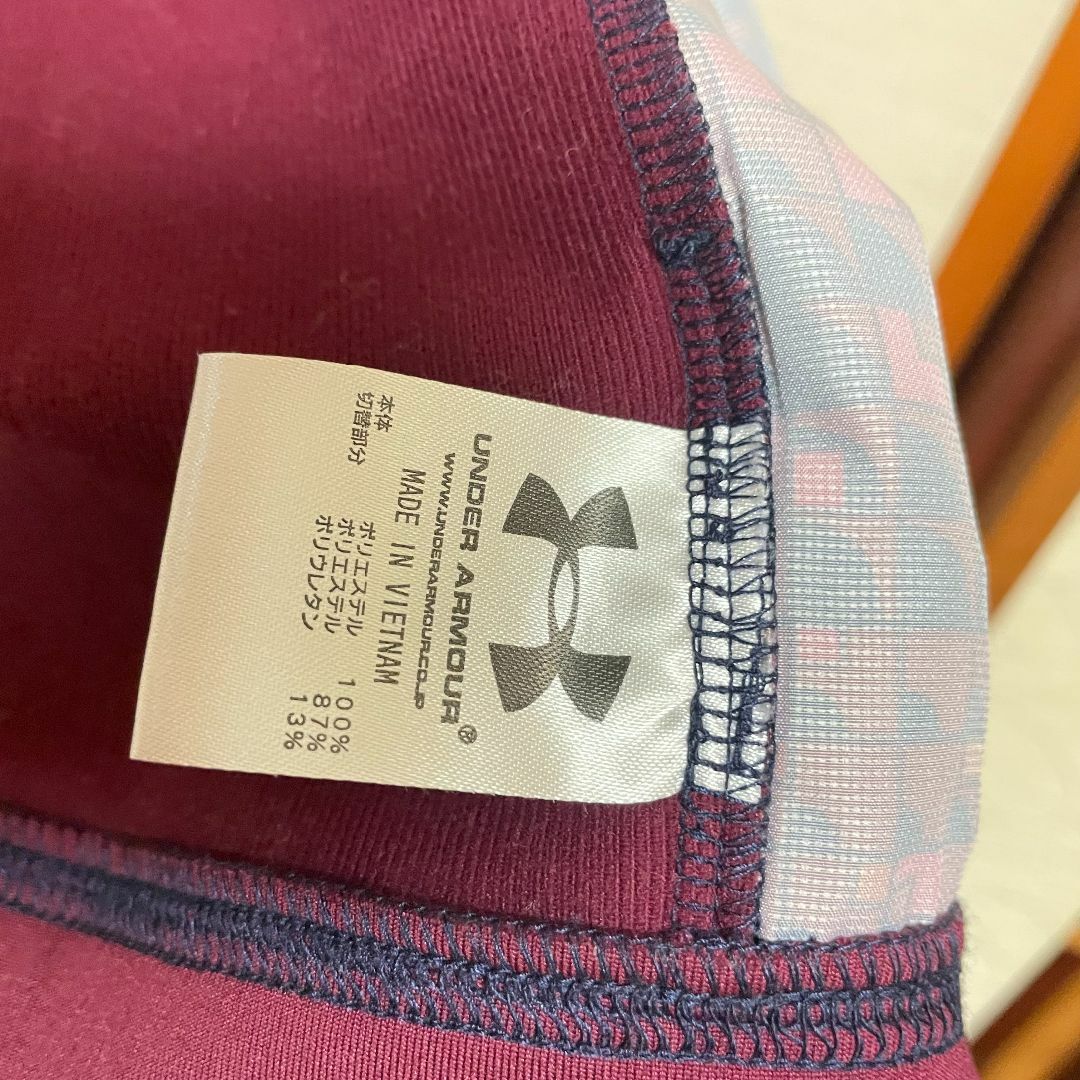 UNDER ARMOUR®
WWW.UNDERARMOUR.CO.JP
MADE IN VIETNAM
本体 ポリエステル 100%
切替部分 ポリエステル 87%
ポリウレタン 13%